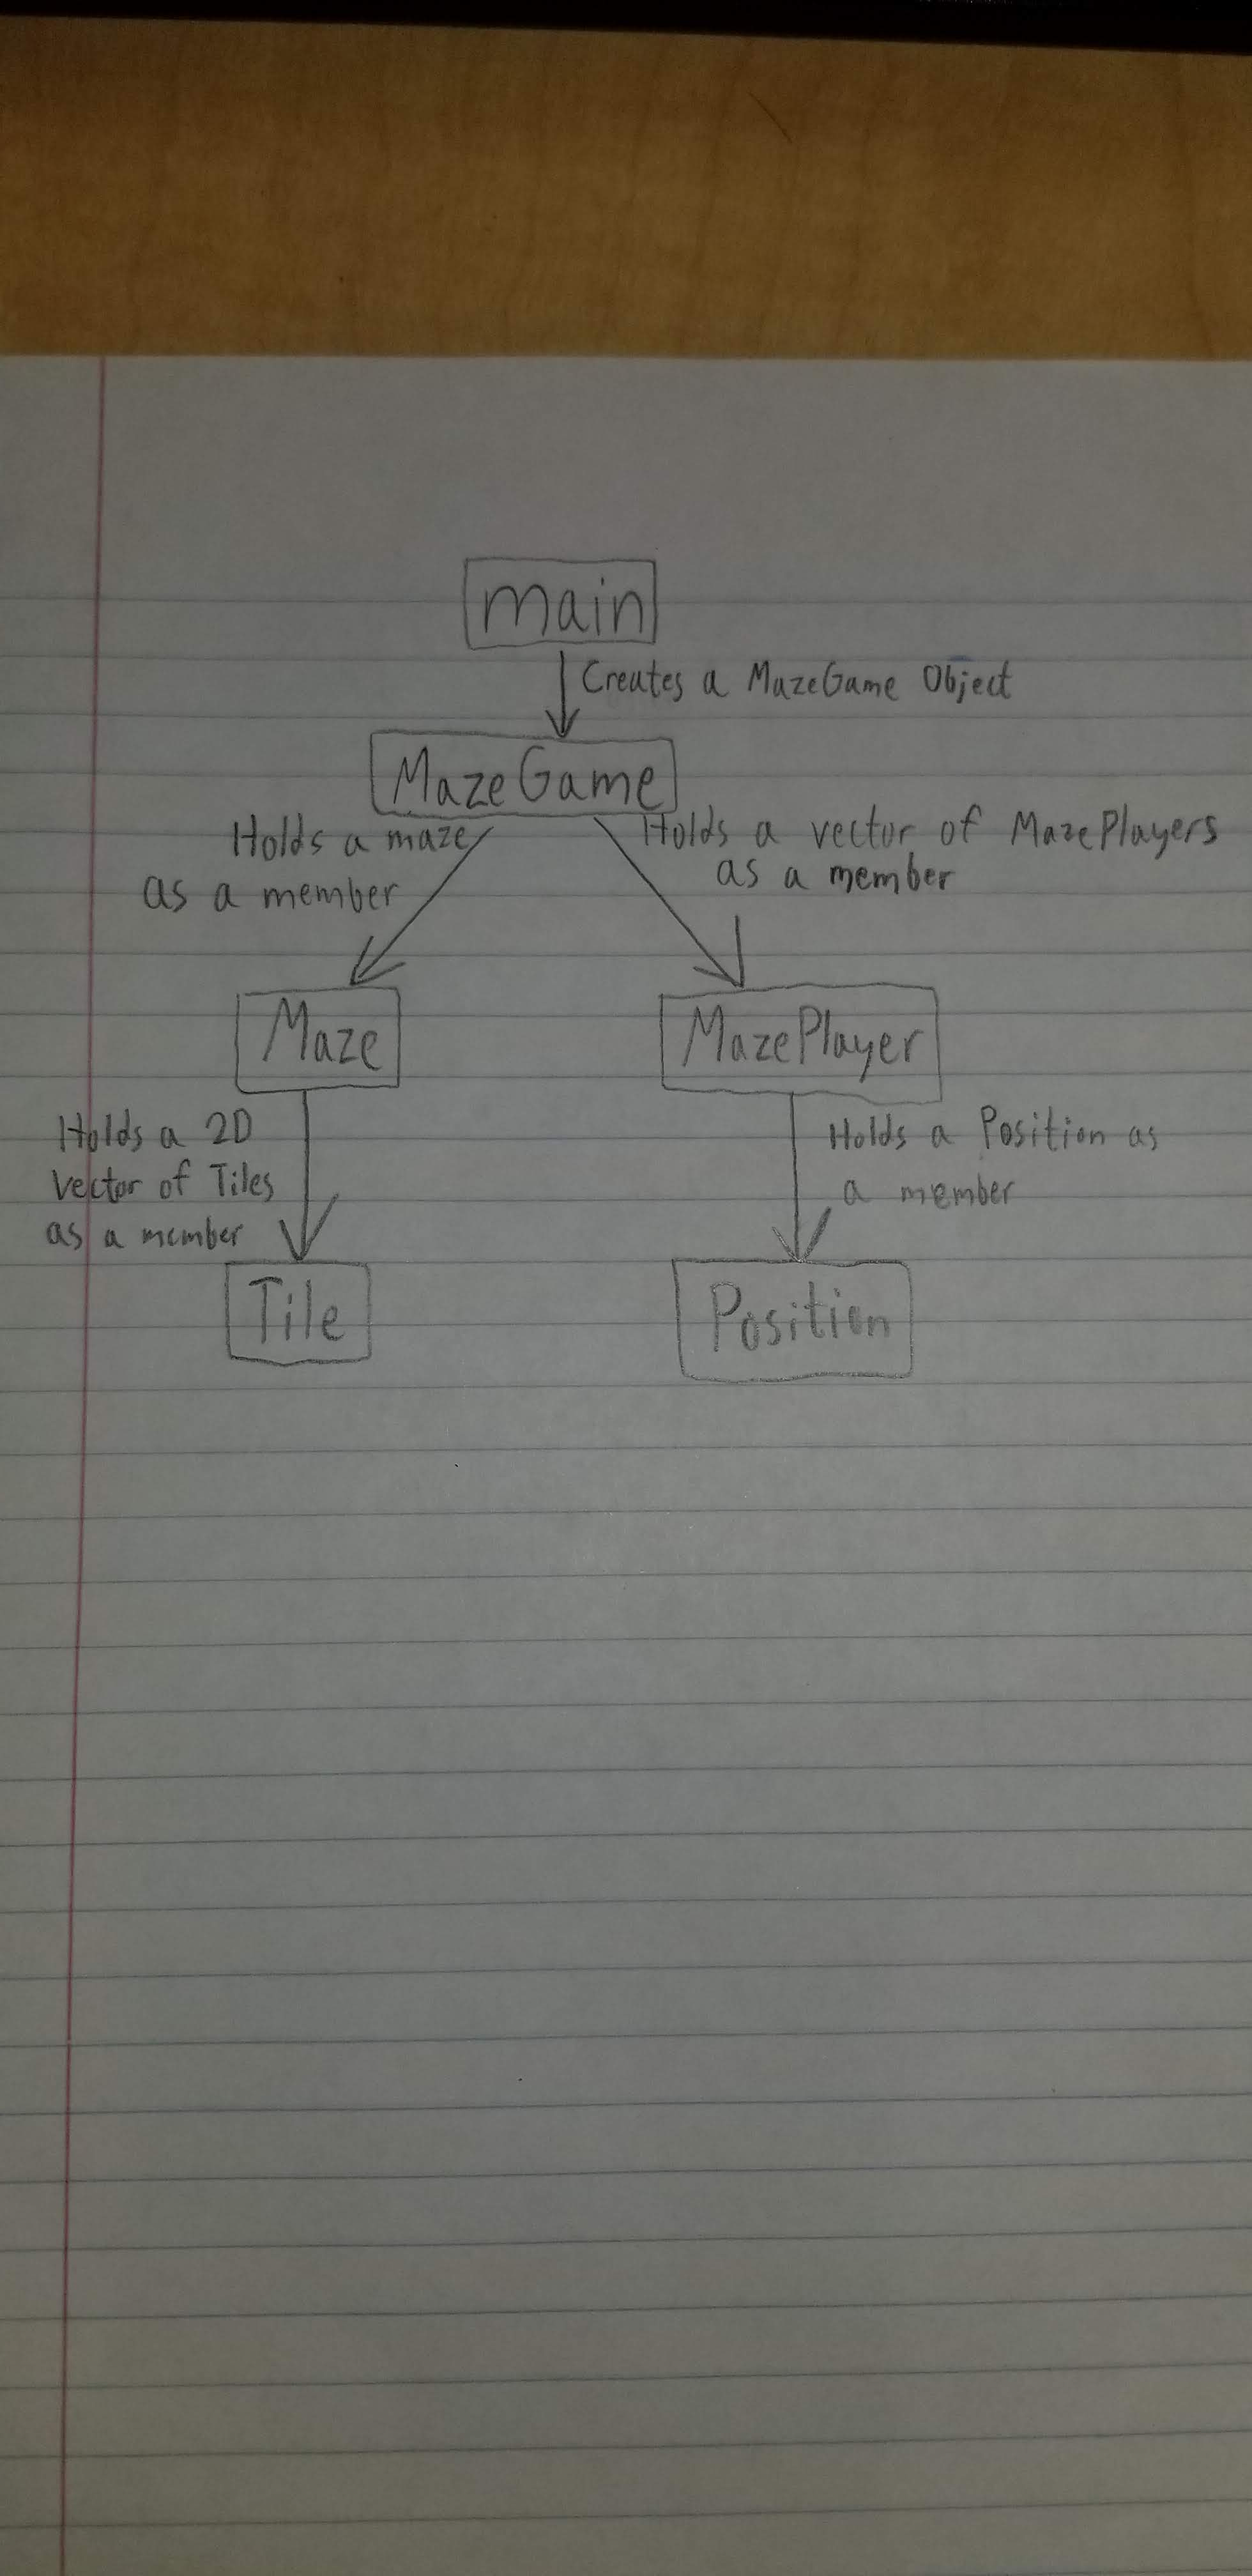 main
Creates a MazeGame Object
MazeGame
Holds a maze
as a member
Holds a vector of MazePlayers
as a member
Maze
MazePlayer
Holds a 2D
vector of Tiles
as a member
Holds a Position as
a member
Tile
Position